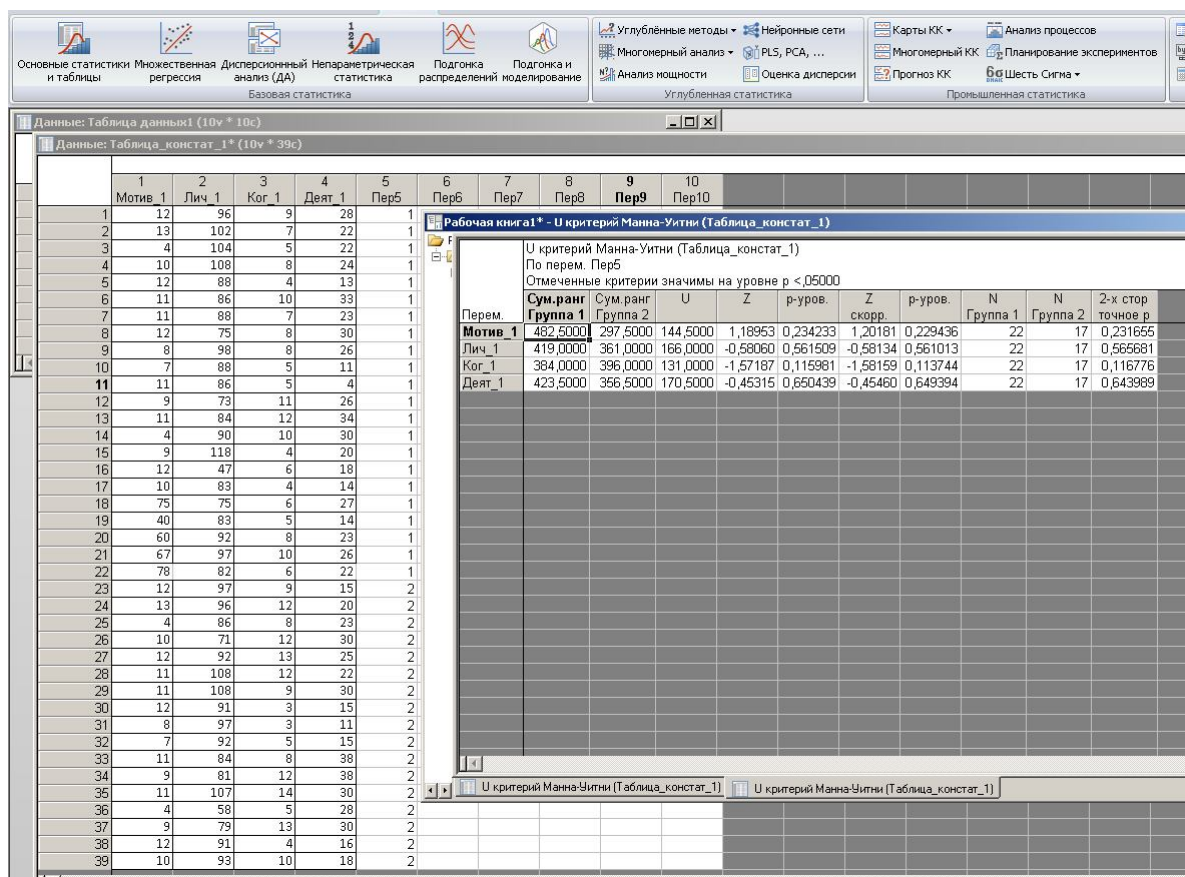 Основные статистики и таблицы
Множественная регрессия
Дисперсионнный анализ (ДА)
Непараметрическая статистика
Подгонка распределений
Подгонка и моделирование
Базовая статистика
Углублённые методы
Нейронные сети
Многомерный анализ
PLS, PCA, ...
Анализ мощности
Оценка дисперсии
Углубленная статистика
Карты КК
Анализ процессов
Многомерный КК
Планирование экспериментов
Прогноз КК
Шесть Сигма
Промышленная статистика
Данные: Таблица данных1 (10v * 10c)
Данные: Таблица_констат_1* (10v * 39c)
1 2 3 4 5 6 7 8 9 10
Мотив_1 Лич_1 Ког_1 Деят_1 Пер5 Пер6 Пер7 Пер8 Пер9 Пер10
1 12 96 9 28 1
2 13 102 7 22 1
3 4 104 5 22 1
4 10 108 8 24 1
5 12 88 4 13 1
6 11 86 10 33 1
7 11 88 7 23 1
8 12 75 8 30 1
9 8 98 8 26 1
10 7 88 5 11 1
11 11 86 5 4 1
12 9 73 11 26 1
13 11 84 12 34 1
14 4 90 10 30 1
15 9 118 4 20 1
16 12 47 6 18 1
17 10 83 4 14 1
18 75 75 6 27 1
19 40 83 5 14 1
20 60 92 8 23 1
21 67 97 10 26 1
22 78 82 6 22 1
23 12 97 9 15 2
24 13 96 12 20 2
25 4 86 8 23 2
26 10 71 12 30 2
27 12 92 13 25 2
28 11 108 12 22 2
29 11 108 9 30 2
30 12 91 3 15 2
31 8 97 3 11 2
32 7 92 5 15 2
33 11 84 8 38 2
34 9 81 12 38 2
35 11 107 14 30 2
36 4 58 5 28 2
37 9 79 13 30 2
38 12 91 4 16 2
39 10 93 10 18 2
Рабочая книга1* - U критерий Манна-Уитни (Таблица_констат_1)
U критерий Манна-Уитни (Таблица_констат_1)
По перем. Пер5
Отмеченные критерии значимы на уровне p <,05000
Перем. Сум.ранг Группа 1 Сум.ранг Группа 2 U Z p-уров. Z скорр. p-уров. N Группа 1 N Группа 2 2-х стор точное p
Мотив_1 482,5000 297,5000 144,5000 1,18953 0,234233 1,20181 0,229436 22 17 0,231655
Лич_1 419,0000 361,0000 166,0000 -0,58060 0,561509 -0,58134 0,561013 22 17 0,565681
Ког_1 384,0000 396,0000 131,0000 -1,57187 0,115981 -1,58159 0,113744 22 17 0,116776
Деят_1 423,5000 356,5000 170,5000 -0,45315 0,650439 -0,45460 0,649394 22 17 0,643989
U критерий Манна-Уитни (Таблица_констат_1)
U критерий Манна-Уитни (Таблица_констат_1)